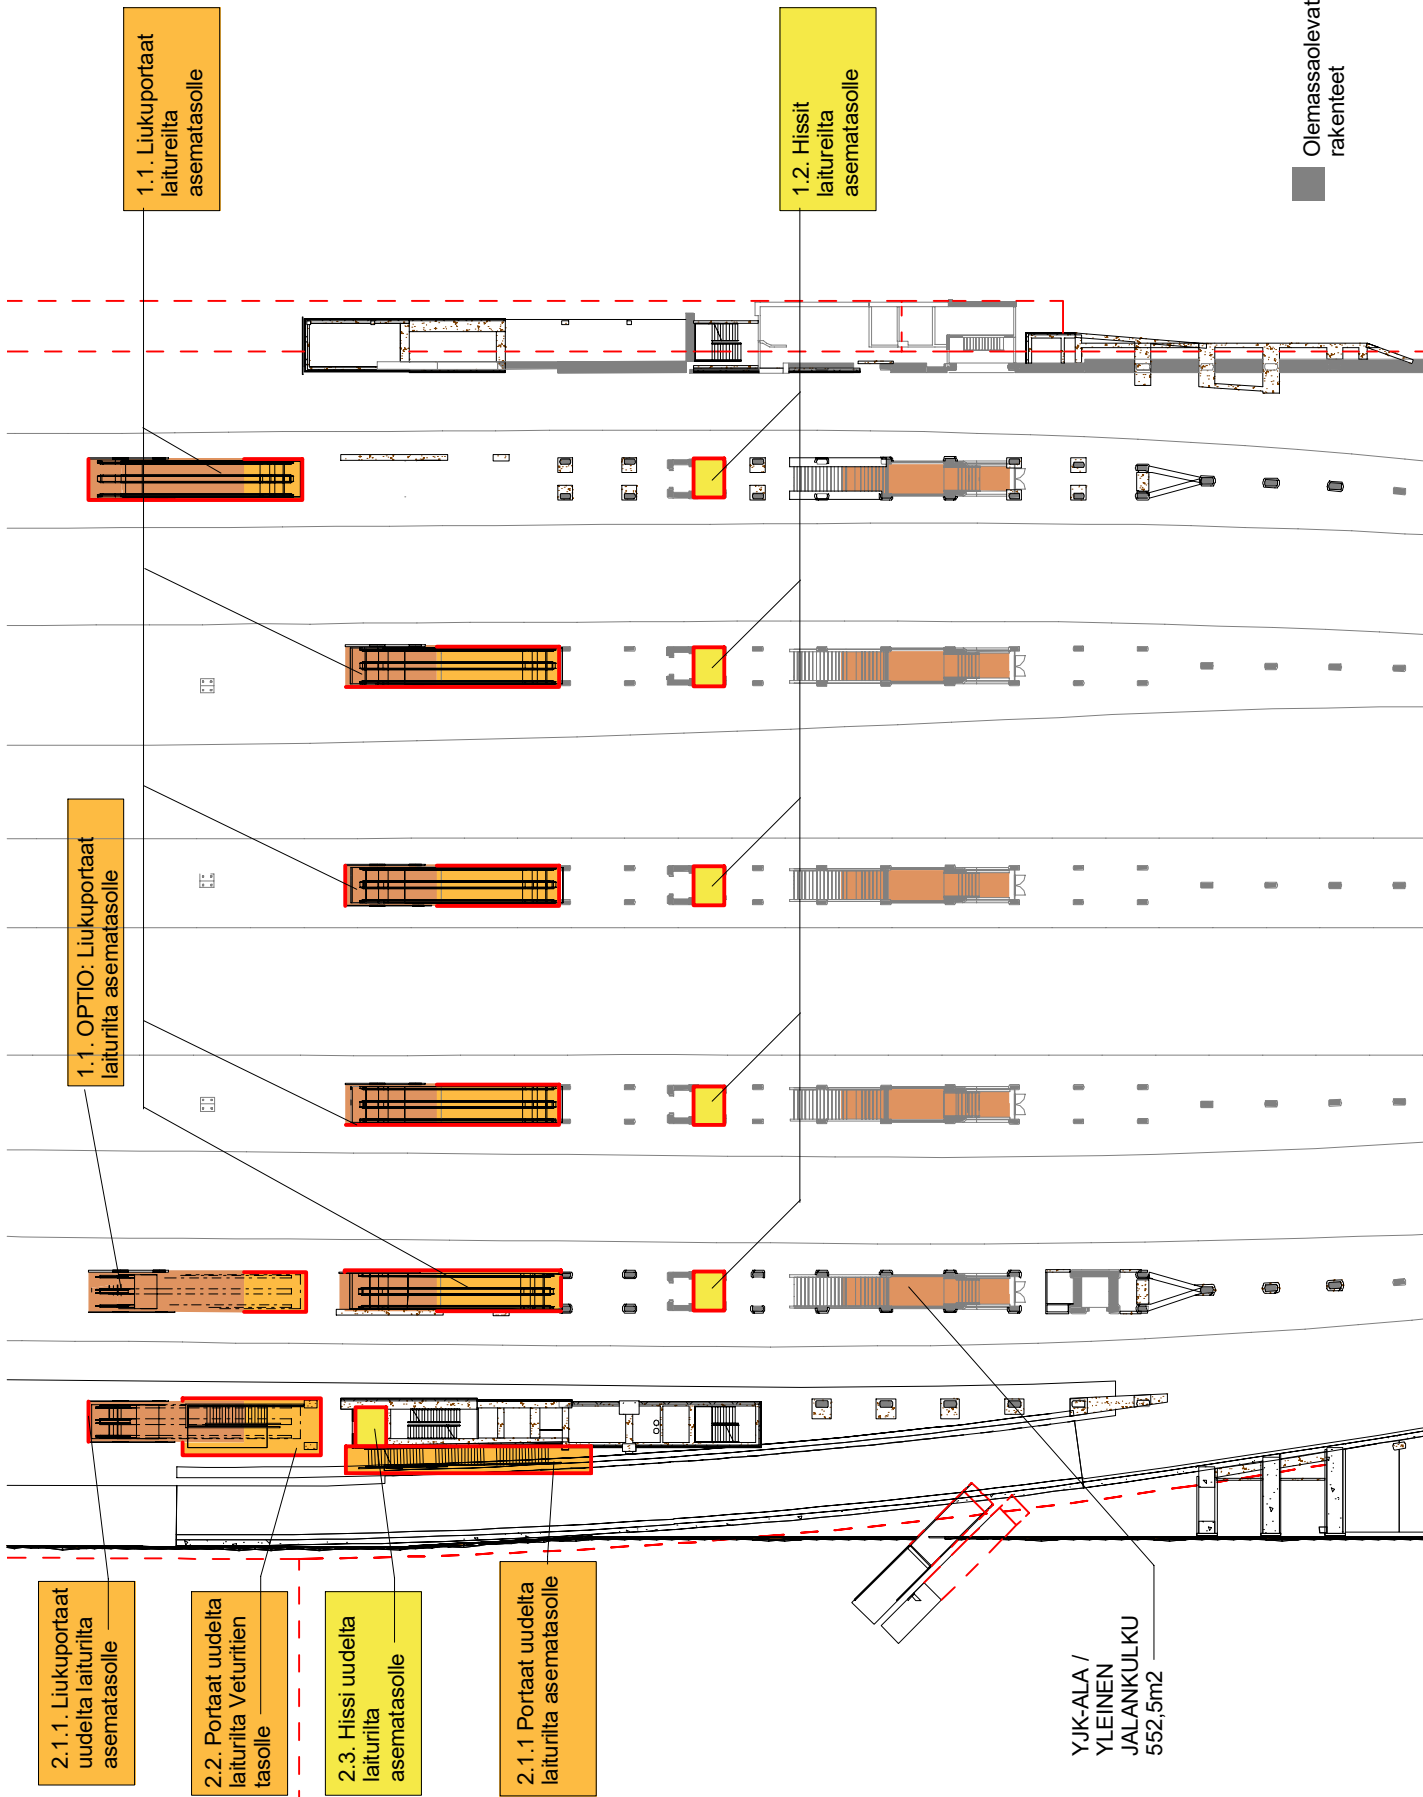 1.1. Liukuportaat
laitureilta
asematasolle
1.2. Hissit
laitureilta
asematasolle
Olemassaolevat
rakenteet
1.1. OPTIO: Liukuportaat
laiturilta asematasolle
2.1.1. Liukuportaat
uudelta laiturilta
asematasolle
2.2. Portaat uudelta
laiturilta Veturitien
tasolle
2.3. Hissi uudelta
laiturilta
asematasolle
2.1.1 Portaat uudelta
laiturilta asematasolle
YJK-ALA /
YLEINEN
JALANKULKU
552,5m2